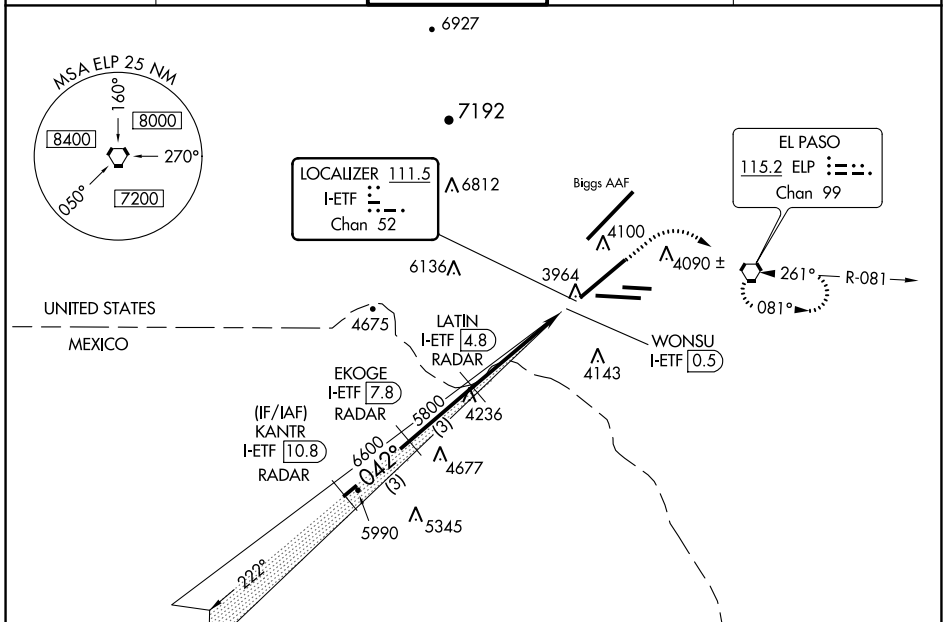 6927
MSA ELP 25 NM
160°
8400
8000
270°
050°
7200
7192
LOCALIZER 111.5
I-ETF
Chan 52
6812
Biggs AAF
4100
EL PASO
115.2 ELP
Chan 99
6136
3964
4090 ±
261°
R-081
081°
UNITED STATES
MEXICO
4675
LATIN
I-ETF 4.8
RADAR
WONSU
I-ETF 0.5
4143
EKOGE
I-ETF 7.8
RADAR
5800
(3)
4236
(IF/IAF)
KANTR
I-ETF 10.8
RADAR
6600
042°
(3)
4677
5990
5345
222°